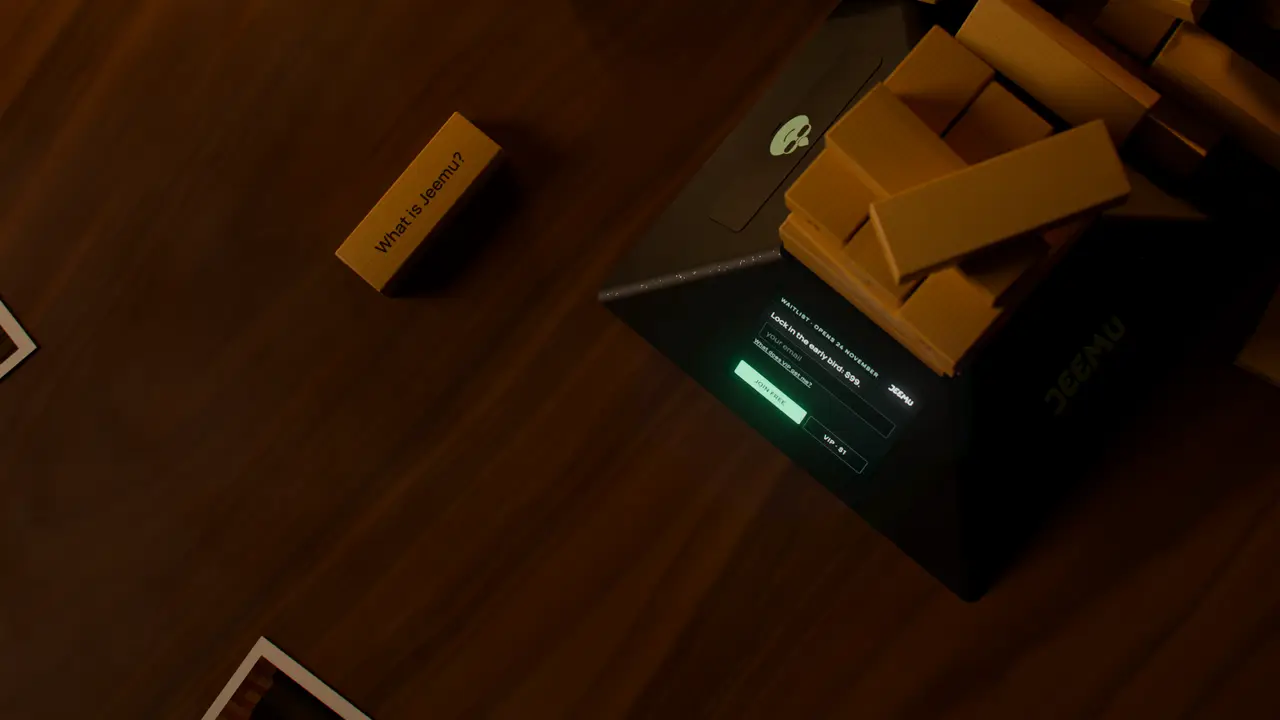 What is Jeemu?
WAITLIST · OPENS 24 NOVEMBER
Lock in the early bird: $99.
your email
What does VIP get me?
JOIN FREE
VIP · $1
JEEMU
JEEMU